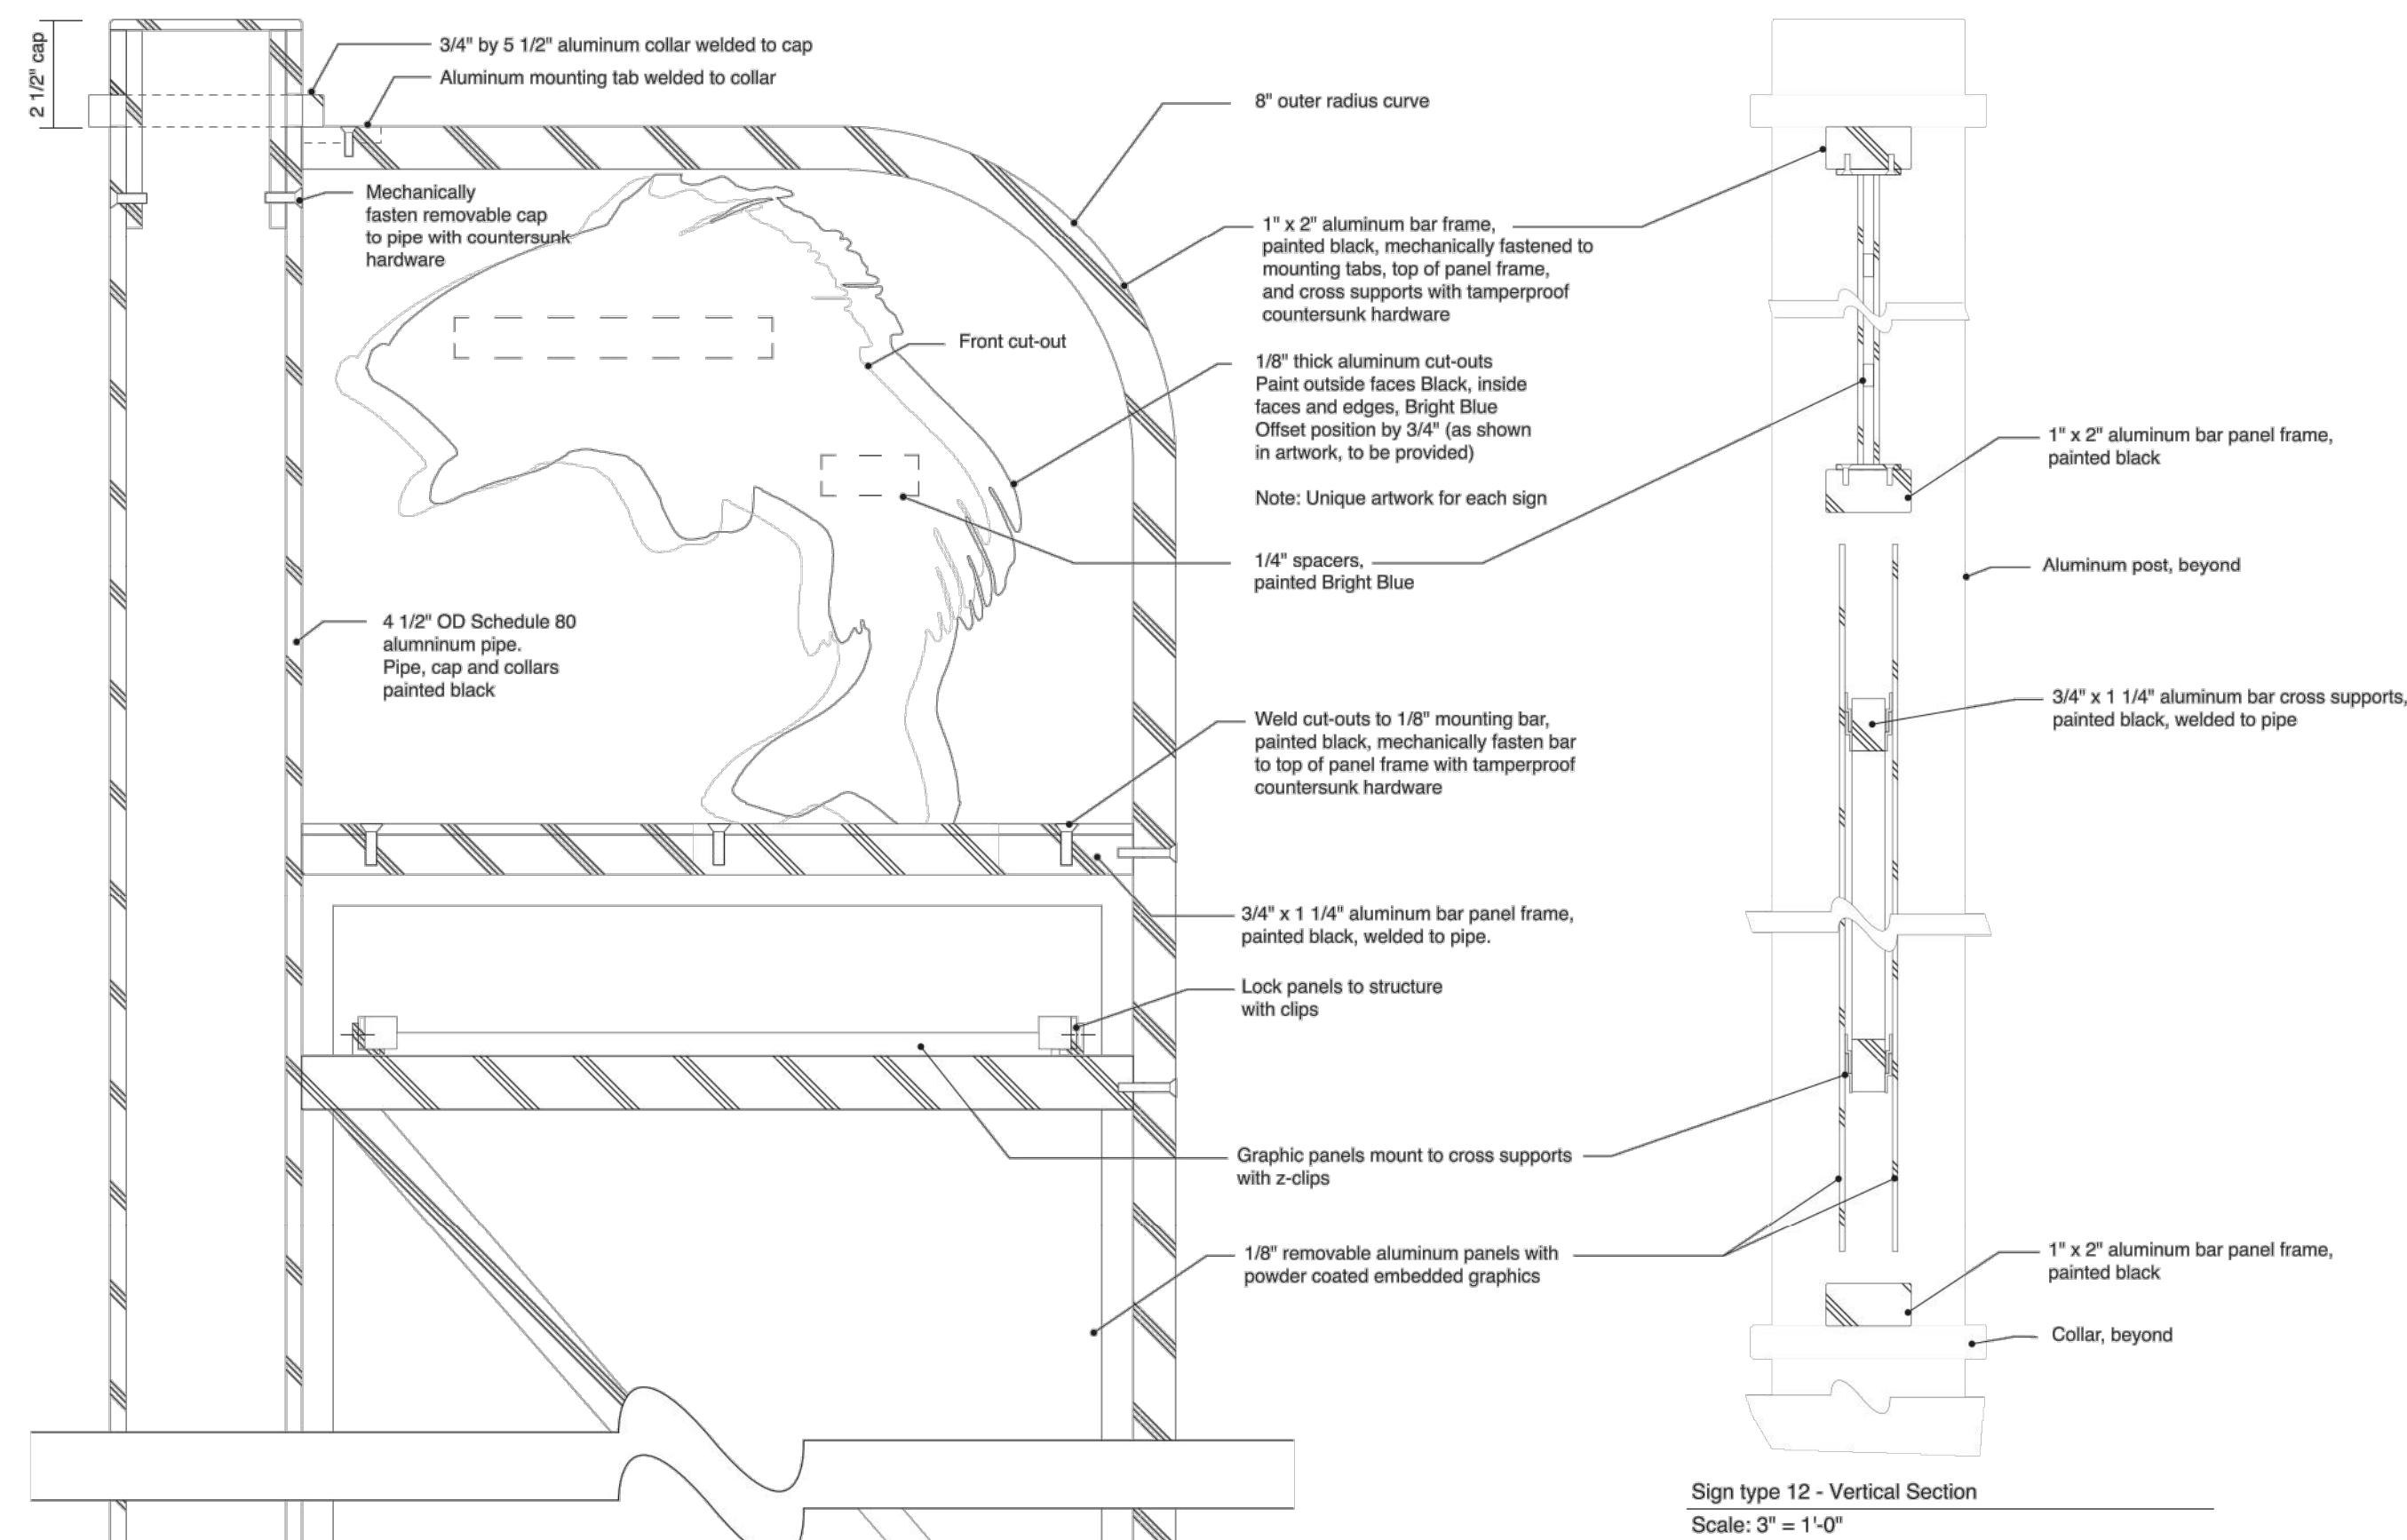 2 1/2" cap
3/4" by 5 1/2" aluminum collar welded to cap
Aluminum mounting tab welded to collar
Mechanically
fasten removable cap
to pipe with countersunk
hardware
Front cut-out
4 1/2" OD Schedule 80
alumninum pipe.
Pipe, cap and collars
painted black
8" outer radius curve
1" x 2" aluminum bar frame,
painted black, mechanically fastened to
mounting tabs, top of panel frame,
and cross supports with tamperproof
countersunk hardware
1/8" thick aluminum cut-outs
Paint outside faces Black, inside
faces and edges, Bright Blue
Offset position by 3/4" (as shown
in artwork, to be provided)
Note: Unique artwork for each sign
1/4" spacers,
painted Bright Blue
Weld cut-outs to 1/8" mounting bar,
painted black, mechanically fasten bar
to top of panel frame with tamperproof
countersunk hardware
3/4" x 1 1/4" aluminum bar panel frame,
painted black, welded to pipe.
Lock panels to structure
with clips
Graphic panels mount to cross supports
with z-clips
1/8" removable aluminum panels with
powder coated embedded graphics
1" x 2" aluminum bar panel frame,
painted black
Aluminum post, beyond
3/4" x 1 1/4" aluminum bar cross supports,
painted black, welded to pipe
1" x 2" aluminum bar panel frame,
painted black
Collar, beyond
Sign type 12 - Vertical Section
Scale: 3" = 1'-0"